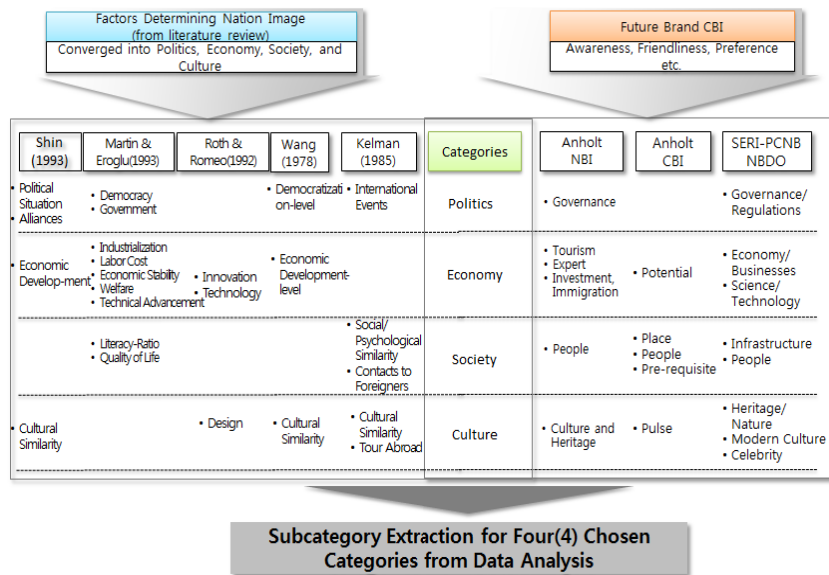 Factors Determining Nation Image
(from literature review)
Converged into Politics, Economy, Society, and
Culture
Future Brand CBI
Awareness, Friendliness, Preference
etc.
Shin
(1993)
Martin &
Eroglu(1993)
Roth &
Romeo(1992)
Wang
(1978)
Kelman
(1985)
Categories
Anholt
NBI
Anholt
CBI
SERI-PCNB
NBDO
• Political
Situation
• Alliances
• Democracy
• Government
• Democratizati
on-level
• International
Events
Politics
• Governance
• Governance/
Regulations
• Economic
Develop-ment
• Industrialization
• Labor Cost
• Economic Stability
• Welfare
• Technical Advancement
• Innovation
• Technology
• Economic
Development-
level
Economy
• Tourism
• Expert
• Investment,
Immigration
• Potential
• Economy/
Businesses
• Science/
Technology
• Literacy-Ratio
• Quality of Life
• Social/
Psychological
Similarity
• Contacts to
Foreigners
Society
• People
• Place
• People
• Pre-requisite
• Infrastructure
• People
• Cultural
Similarity
• Design
• Cultural
Similarity
• Cultural
Similarity
• Tour Abroad
Culture
• Culture and
Heritage
• Pulse
• Heritage/
Nature
• Modern Culture
• Celebrity
Subcategory Extraction for Four(4) Chosen
Categories from Data Analysis